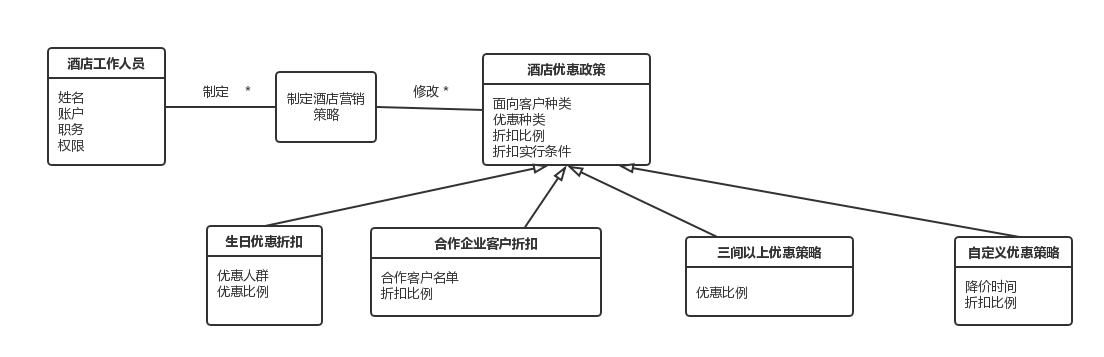 酒店工作人员
姓名
账户
职务
权限
制定 *
制定酒店营销
策略
修改 *
酒店优惠政策
面向客户种类
优惠种类
折扣比例
折扣实行条件
生日优惠折扣
优惠人群
优惠比例
合作企业客户折扣
合作客户名单
折扣比例
三间以上优惠策略
优惠比例
自定义优惠策略
降价时间
折扣比例